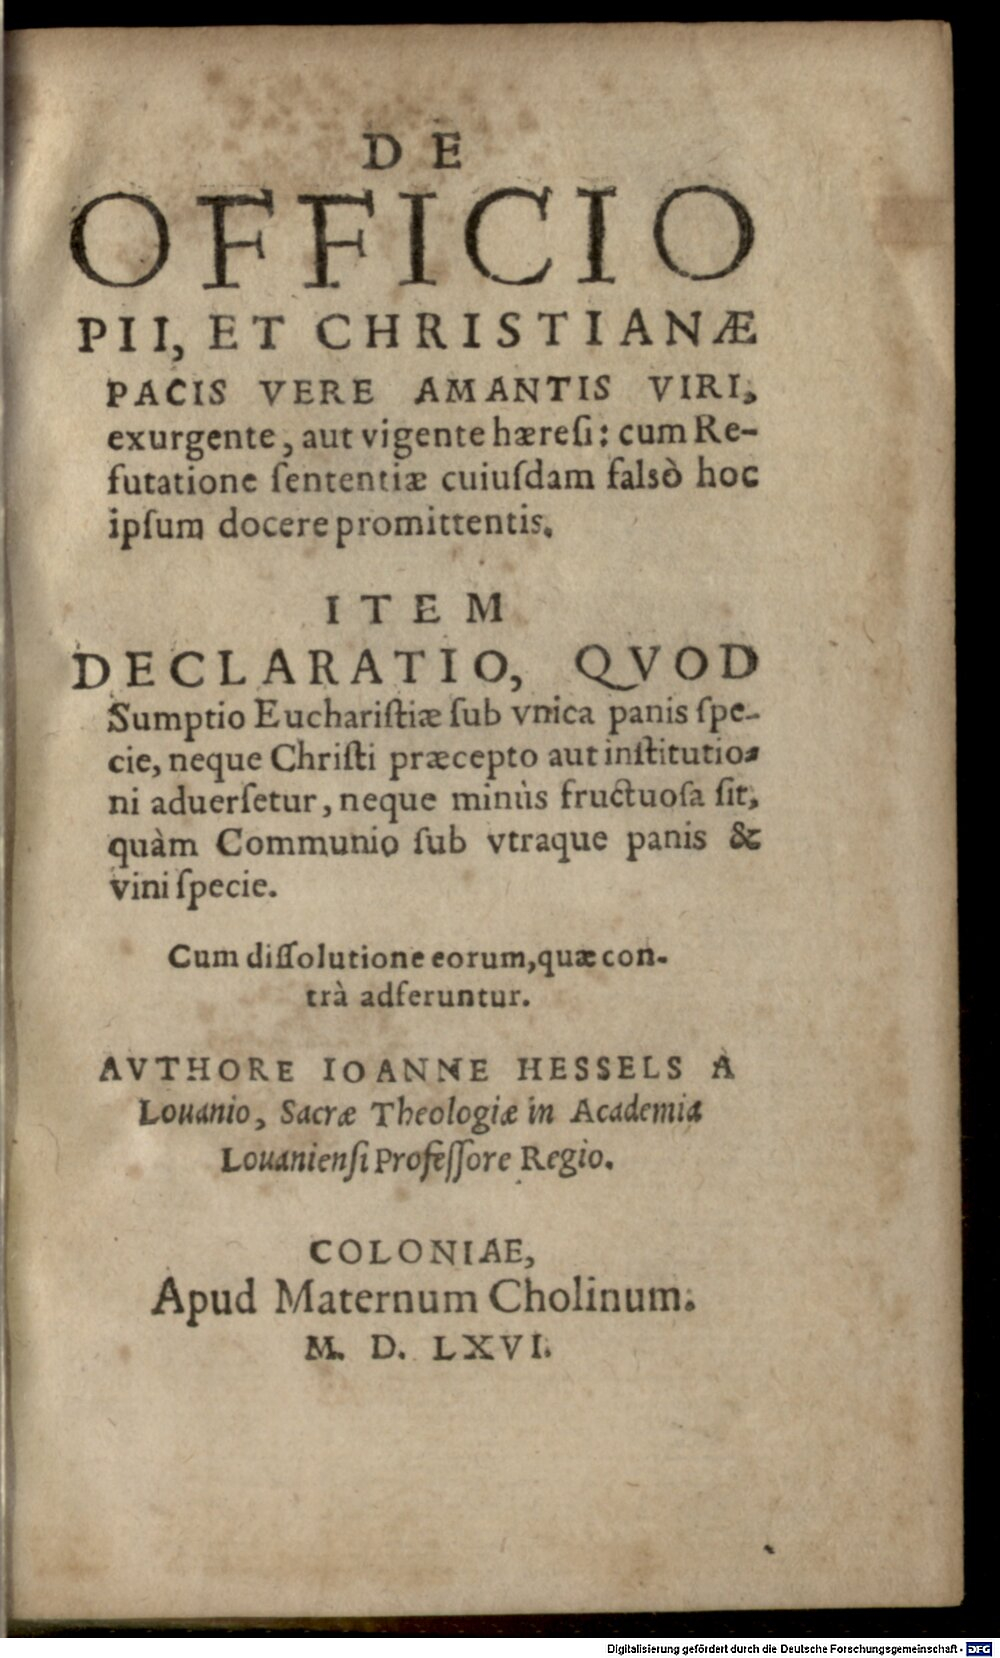 DE
OFFICIO
PII, ET CHRISTIANÆ
PACIS VERE AMANTIS VIRI,
exurgente, aut vigente hæreſi: cum Re-
futatione ſententiæ cuiuſdam falsò hoc
ipſum docere promittentis.
ITEM
DECLARATIO, QVOD
Sumptio Euchariſtiæ ſub vnica panis ſpe-
cie, neque Chriſti præcepto aut inſtitutio-
ni aduerſetur, neque minùs fructuoſa ſit,
quàm Communio ſub vtraque panis &
vini ſpecie.
Cum diſſolutione eorum, quæ con-
trà adferuntur.
AVTHORE IOANNE HESSELS A
Louanio, Sacræ Theologiæ in Academia
Louanienſi Profeſſore Regio.
COLONIAE,
Apud Maternum Cholinum.
M. D. LXVI.
Digitalisierung gefördert durch die Deutsche Forschungsgemeinschaft - DFG